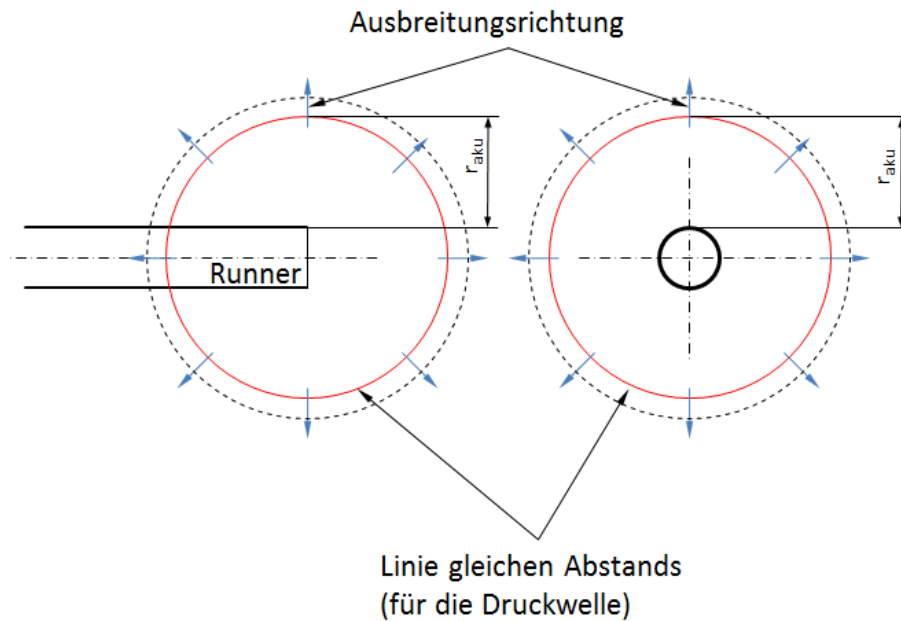 Ausbreitungsrichtung
r_aku
r_aku
Runner
Linie gleichen Abstands
(für die Druckwelle)